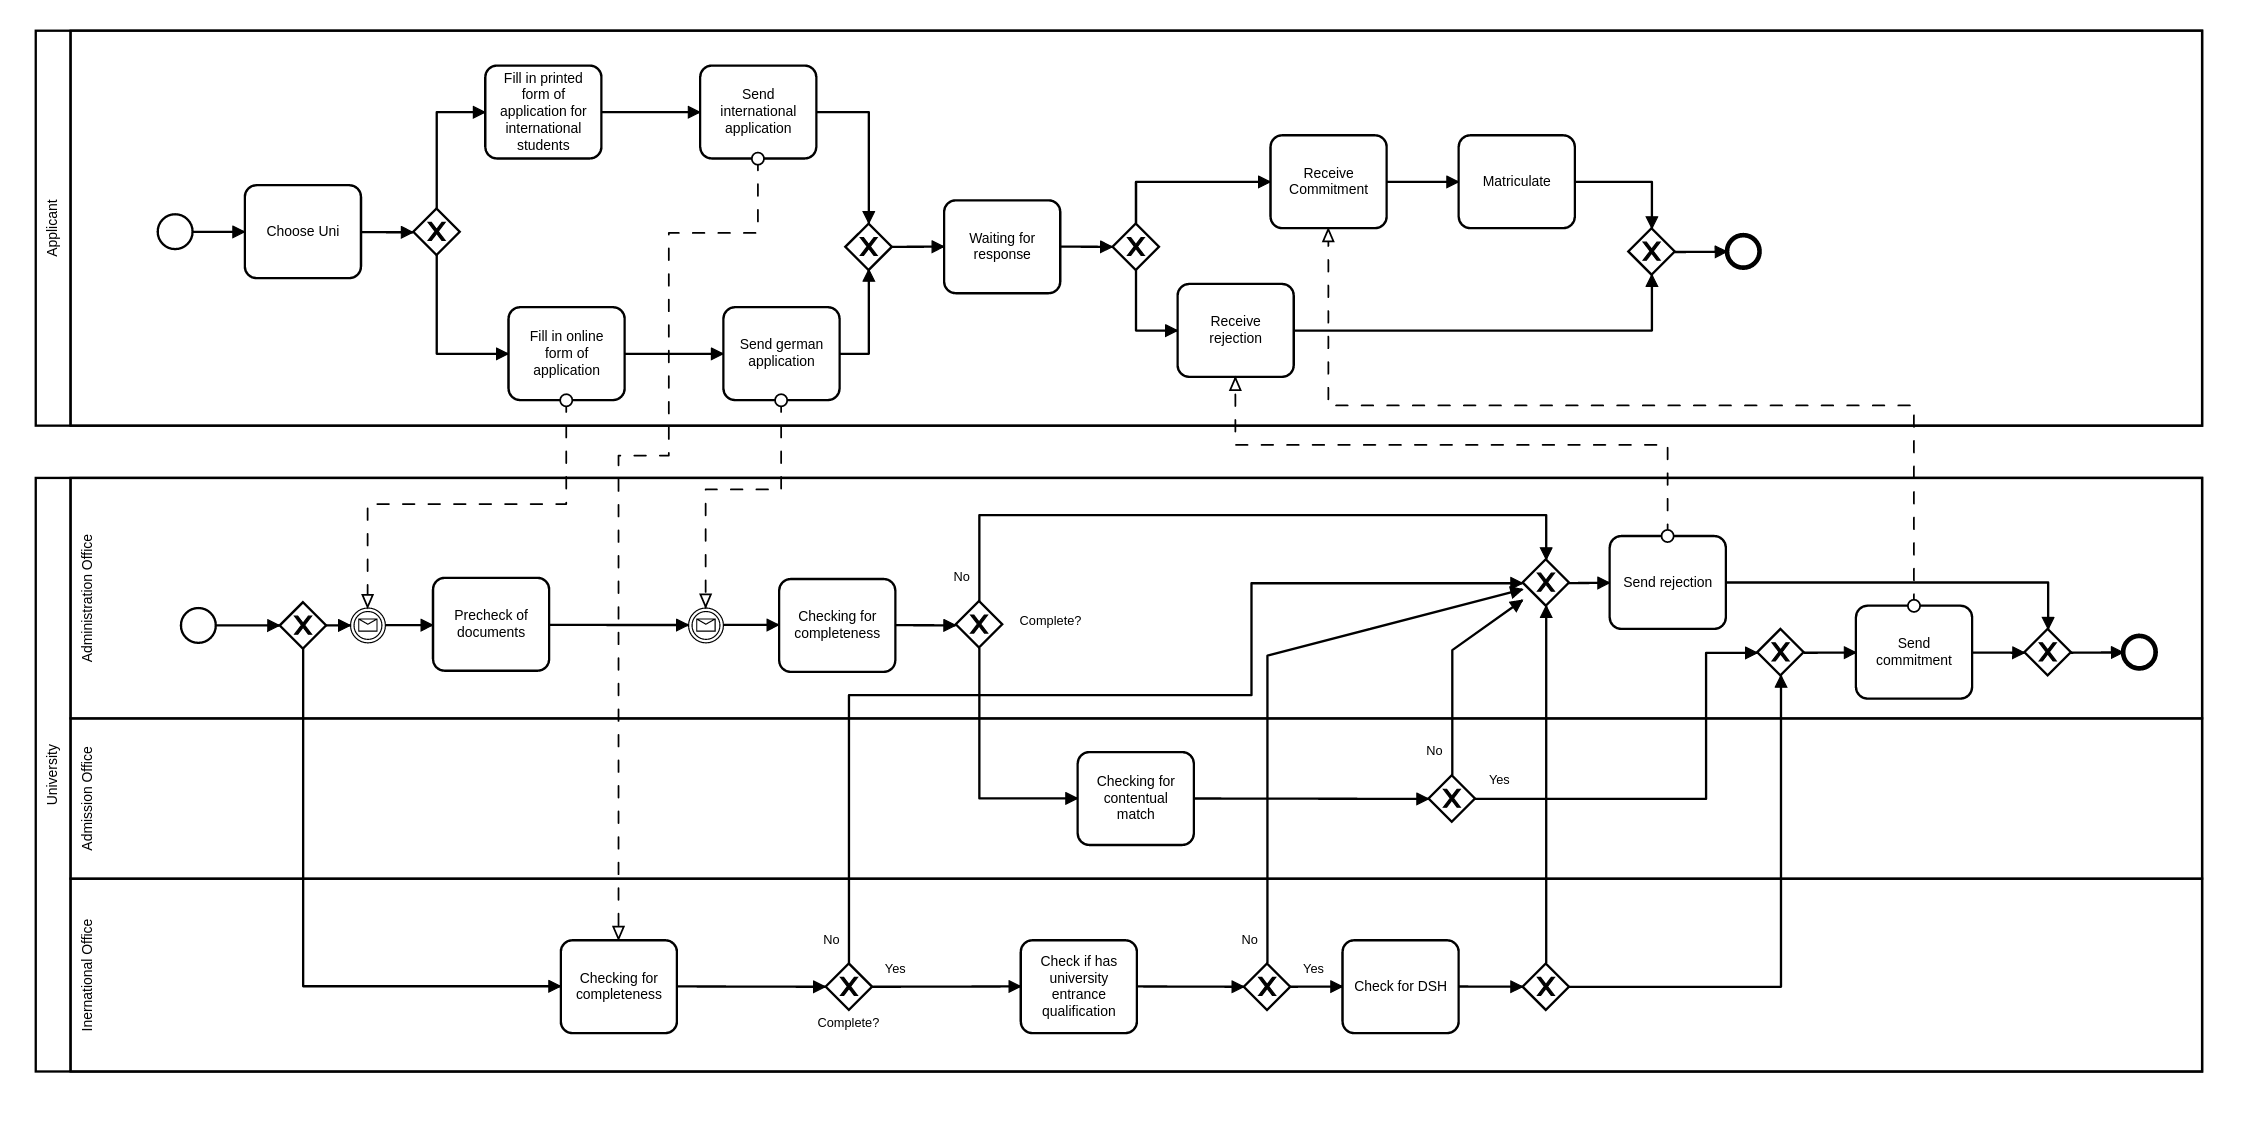 Applicant
Fill in printed
form of
application for
international
students
Send
international
application
Choose Uni
Fill in online
form of
application
Send german
application
Waiting for
response
Receive
Commitment
Matriculate
Receive
rejection
University
Administration Office
Precheck of
documents
Checking for
completeness
No
Complete?
Send rejection
Send
commitment
Admission Office
Checking for
contentual
match
No
Yes
Inernational Office
Checking for
completeness
No
Yes
Complete?
Check if has
university
entrance
qualification
No
Yes
Check for DSH